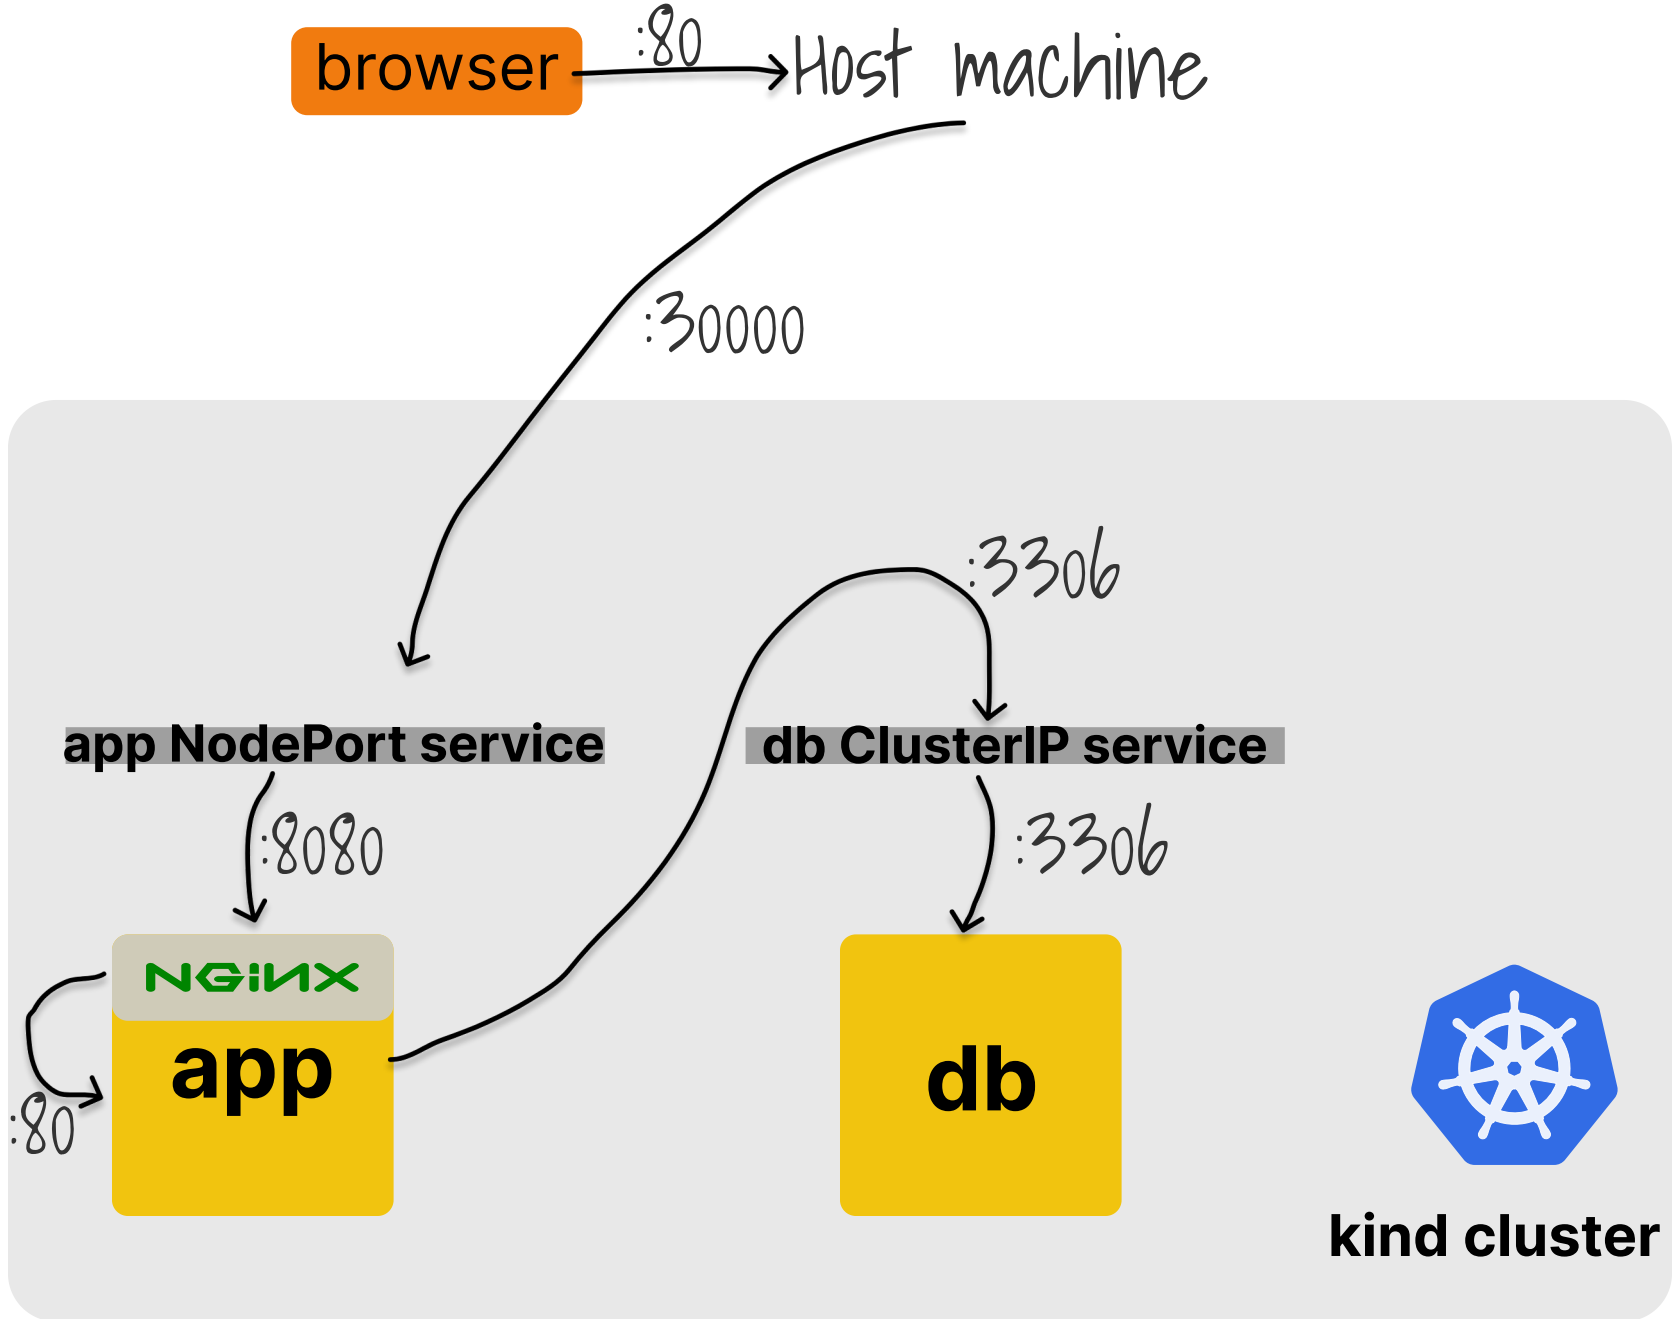 browser
:80
Host machine
:30000
:3306
app NodePort service
db ClusterIP service
:8080
:3306
NGiNX
app
db
:80
kind cluster